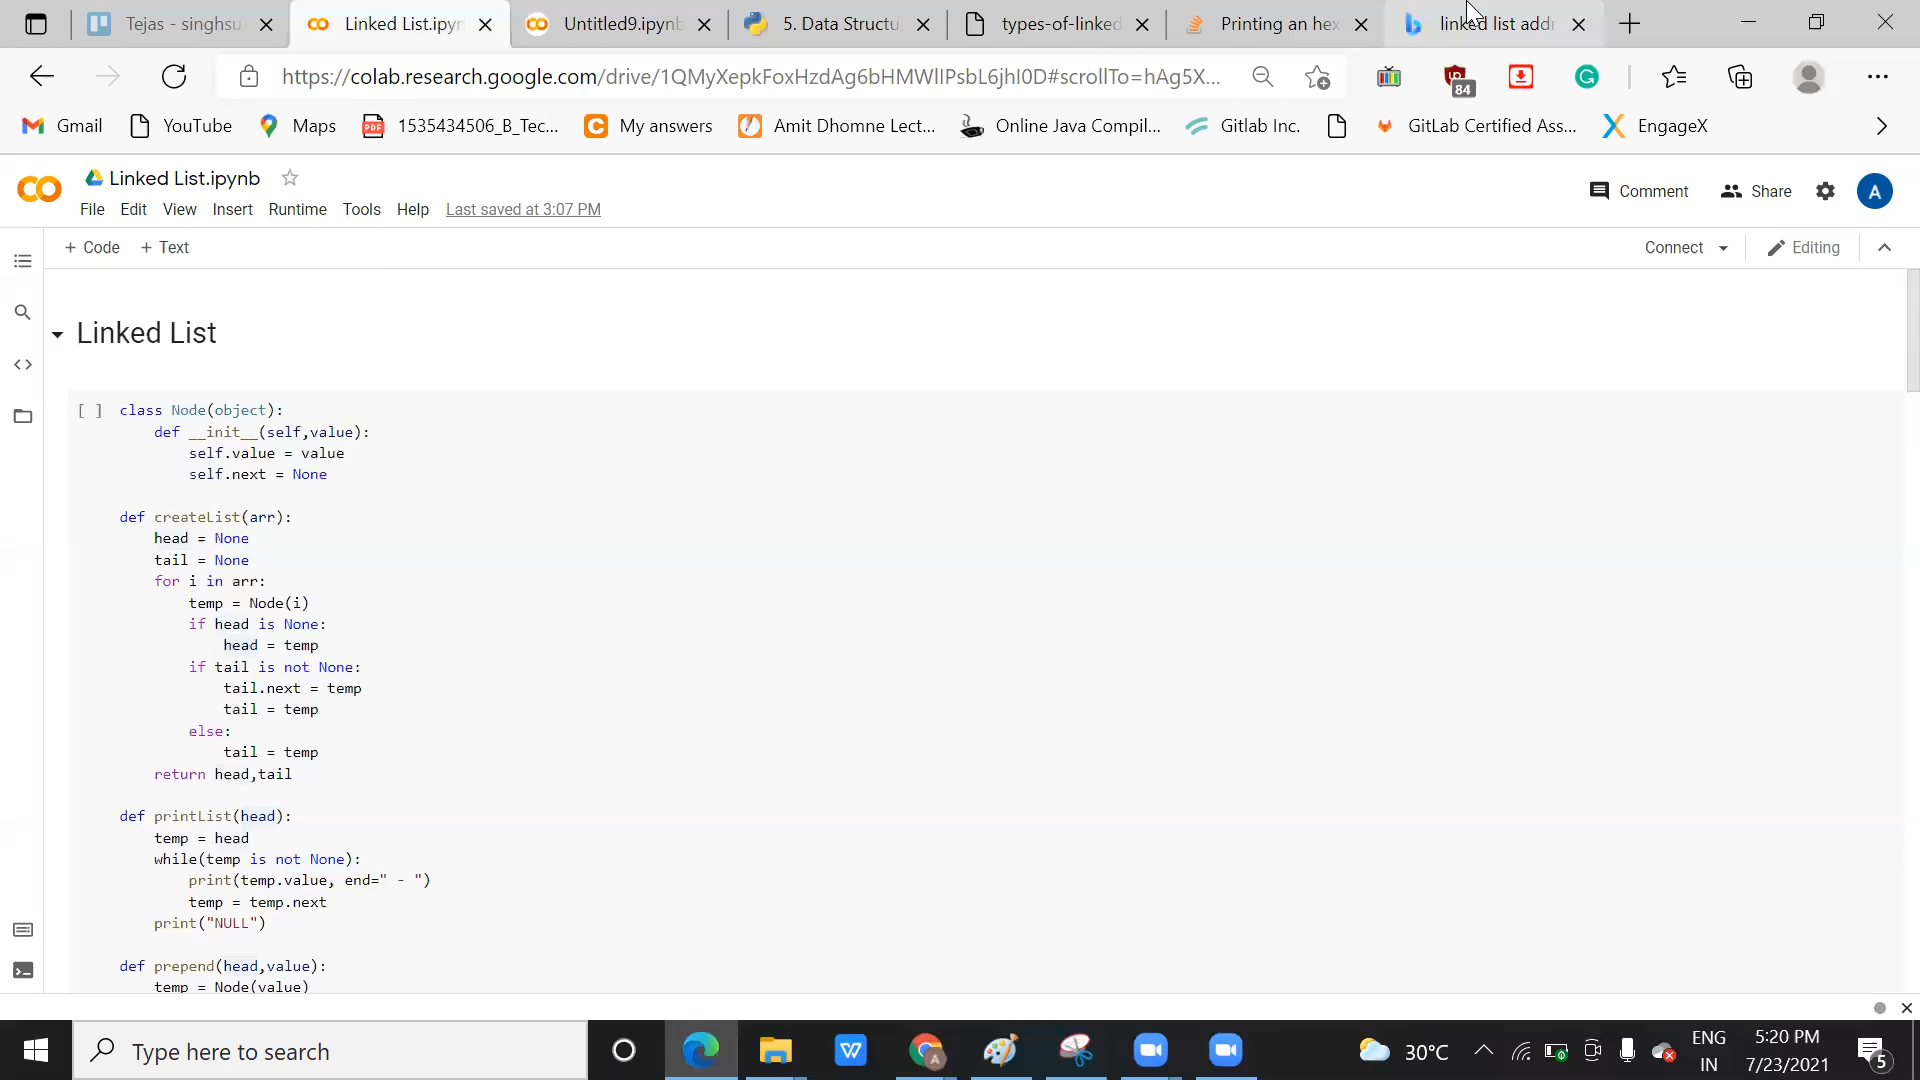 Tejas - singhsu
Linked List.ipyn
Untitled9.ipynb
5. Data Structu
types-of-linked
Printing an hex
linked list addr
https://colab.research.google.com/drive/1QMyXepkFoxHzdAg6bHMWlIPsbL6jhI0D#scrollTo=hAg5X...
84
Gmail
YouTube
Maps
PDF
1535434506_B_Tec...
My answers
Amit Dhomne Lect...
Online Java Compil...
Gitlab Inc.
GitLab Certified Ass...
EngageX
Linked List.ipynb
Comment
Share
A
File Edit View Insert Runtime Tools Help Last saved at 3:07 PM
+ Code + Text
Connect
Editing
Linked List
[ ] class Node(object):
def __init__(self,value):
self.value = value
self.next = None
def createList(arr):
head = None
tail = None
for i in arr:
temp = Node(i)
if head is None:
head = temp
if tail is not None:
tail.next = temp
tail = temp
else:
tail = temp
return head,tail
def printList(head):
temp = head
while(temp is not None):
print(temp.value, end=" - ")
temp = temp.next
print("NULL")
def prepend(head,value):
temp = Node(value)
Type here to search
30°C
ENG
IN
5:20 PM
7/23/2021
5